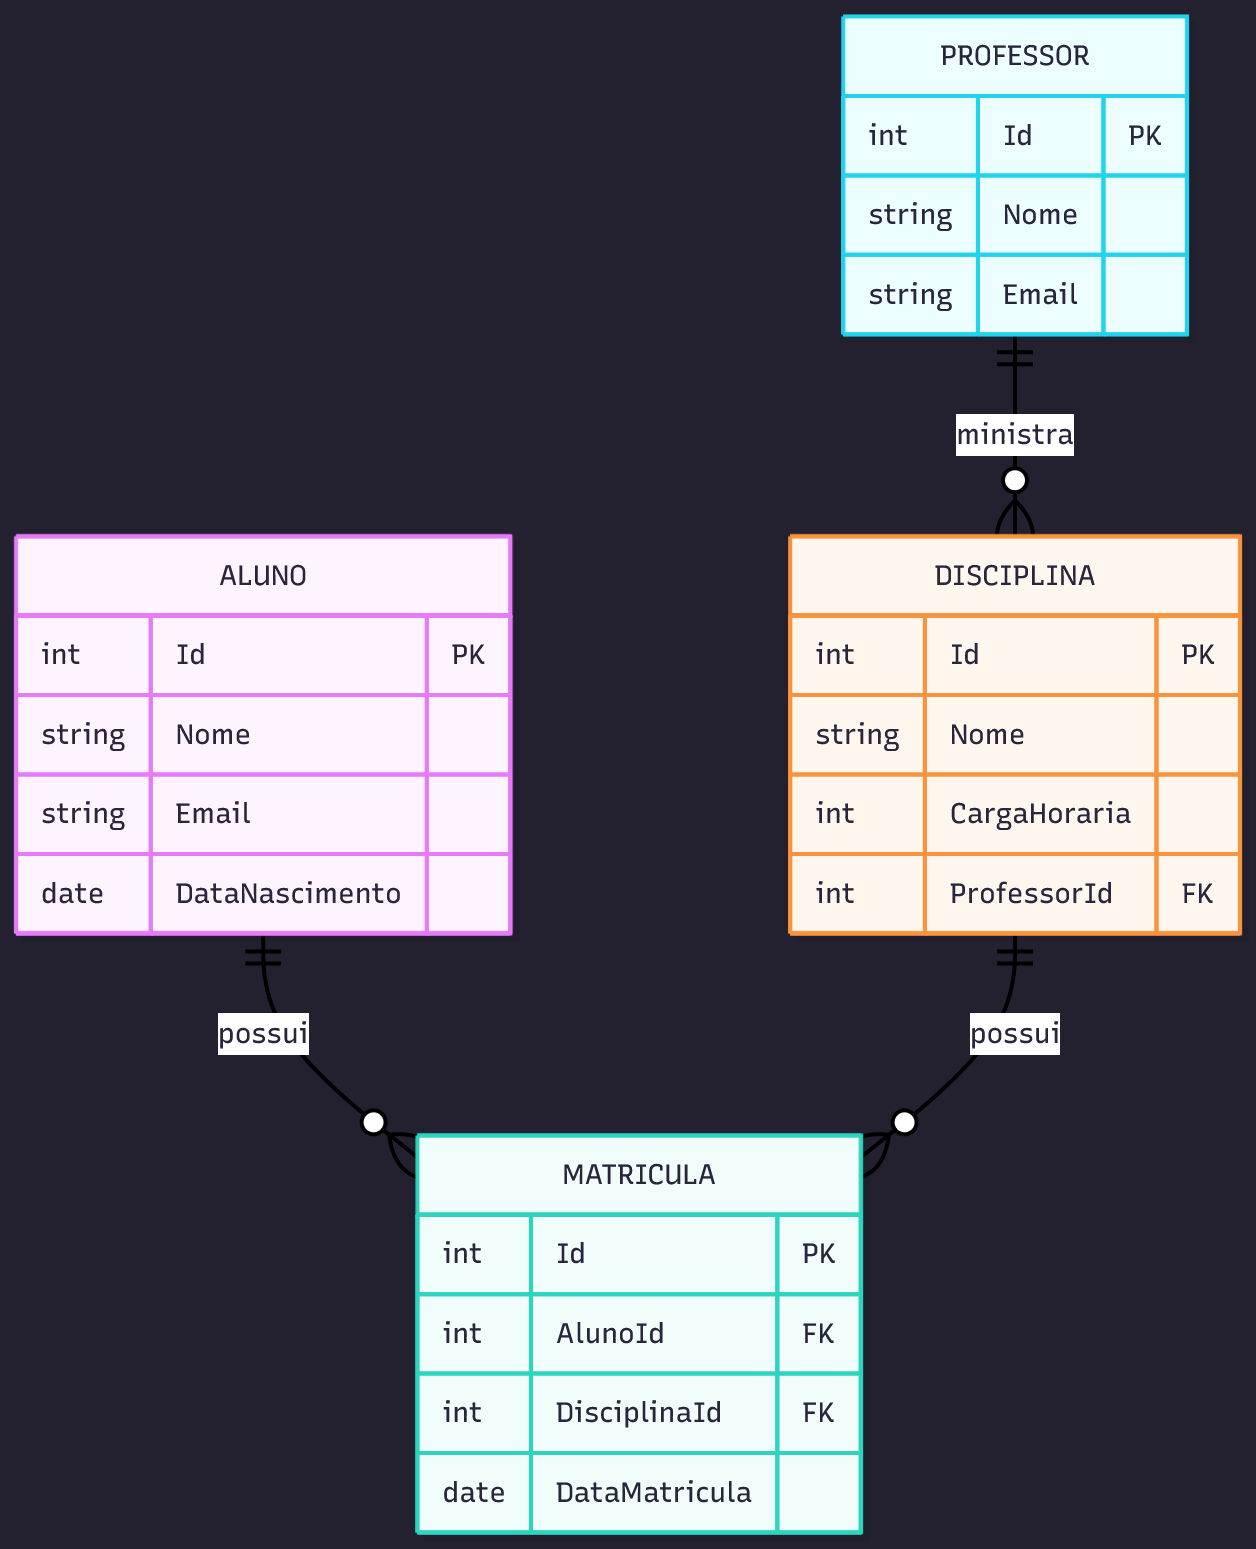 PROFESSOR
int Id PK
string Nome
string Email
ministra
ALUNO
int Id PK
string Nome
string Email
date DataNascimento
DISCIPLINA
int Id PK
string Nome
int CargaHoraria
int ProfessorId FK
possui
possui
MATRICULA
int Id PK
int AlunoId FK
int DisciplinaId FK
date DataMatricula